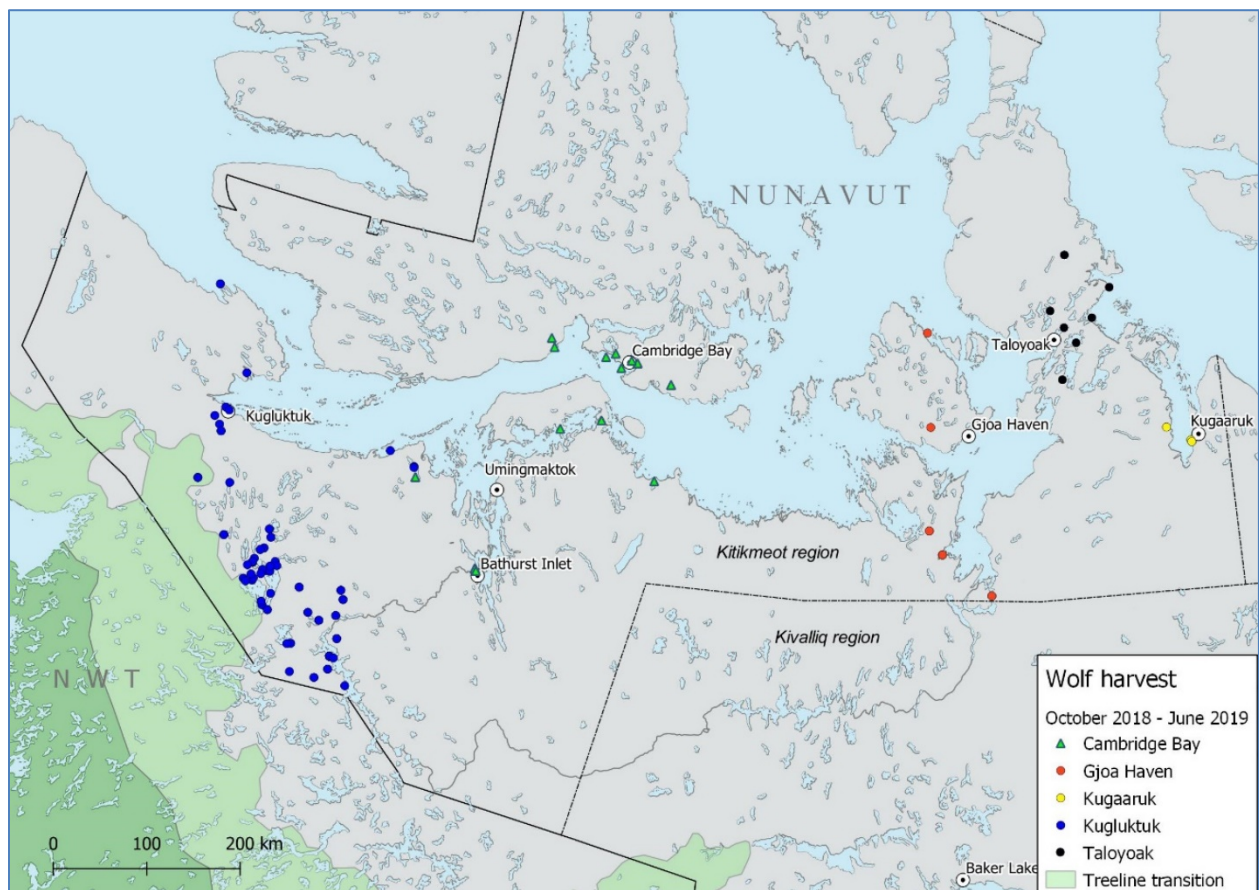 NUNAVUT
Cambridge Bay
Taloyoak
Kugluktuk
Gjoa Haven
Kugaaruk
Umingmaktok
Kitikmeot region
Bathurst Inlet
Kivalliq region
NWT
Wolf harvest
October 2018 - June 2019
Cambridge Bay
Gjoa Haven
Kugaaruk
Kugluktuk
Taloyoak
Treeline transition
0 100 200 km
Baker Lake